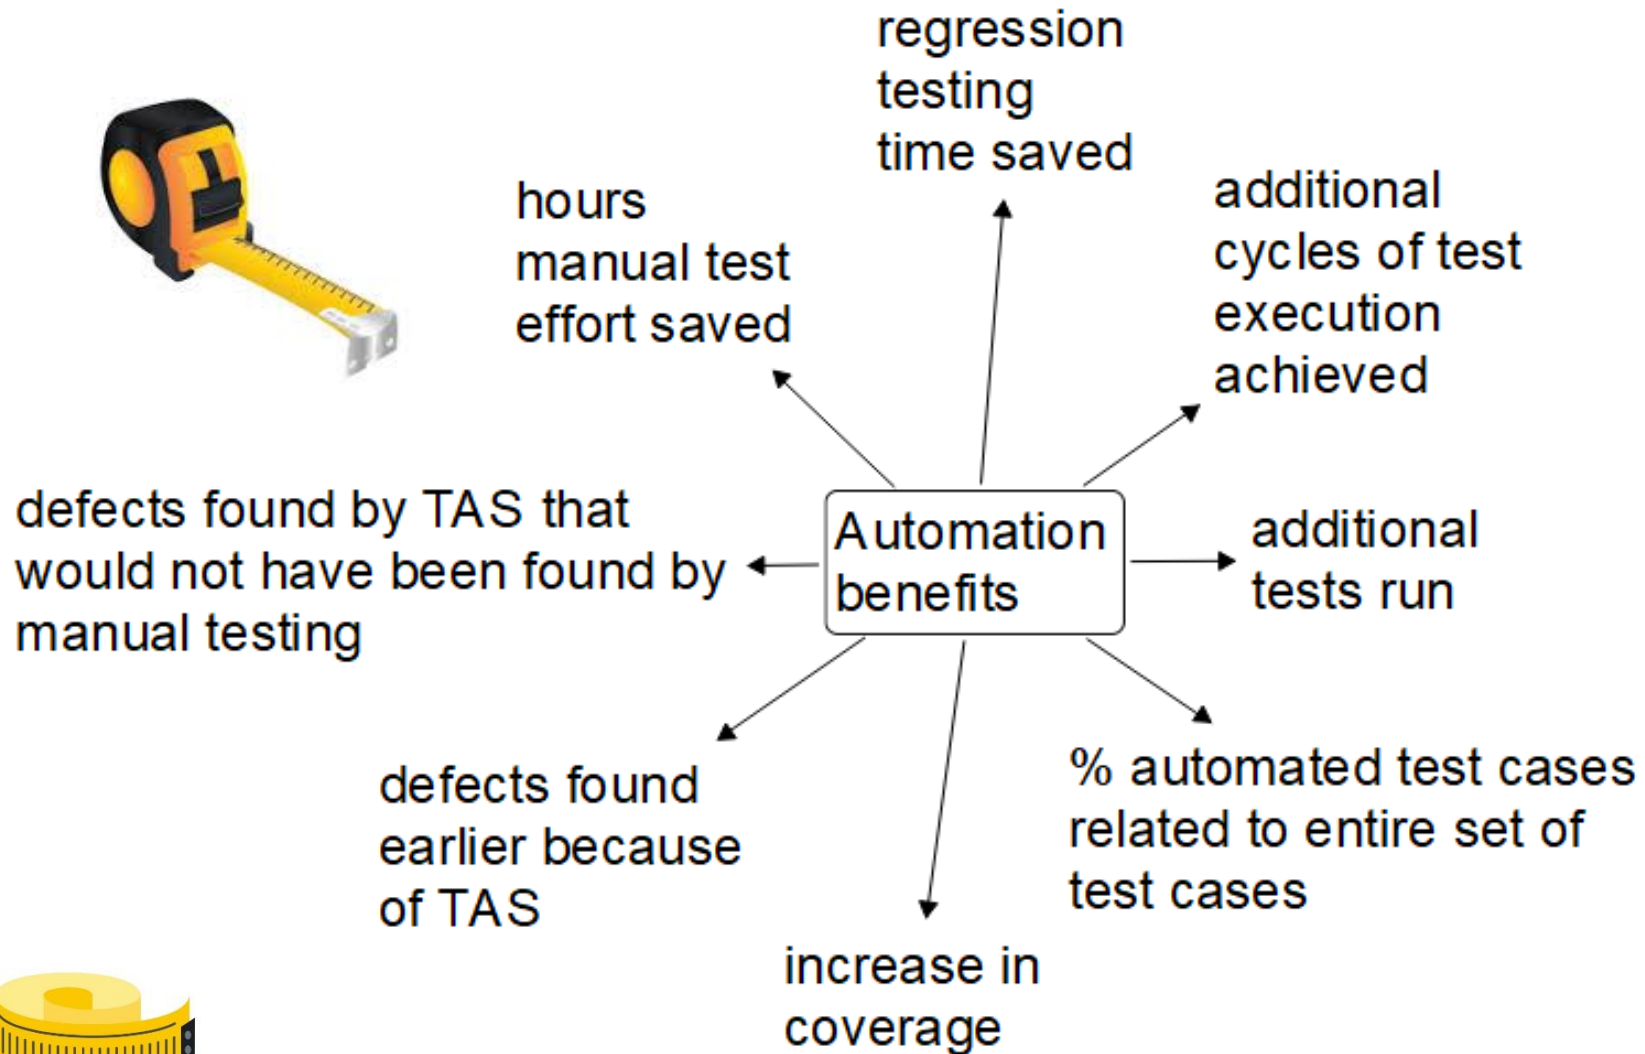 regression
testing
time saved
hours
manual test
effort saved
additional
cycles of test
execution
achieved
defects found by TAS that
would not have been found by
manual testing
Automation
benefits
additional
tests run
defects found
earlier because
of TAS
% automated test cases
related to entire set of
test cases
increase in
coverage